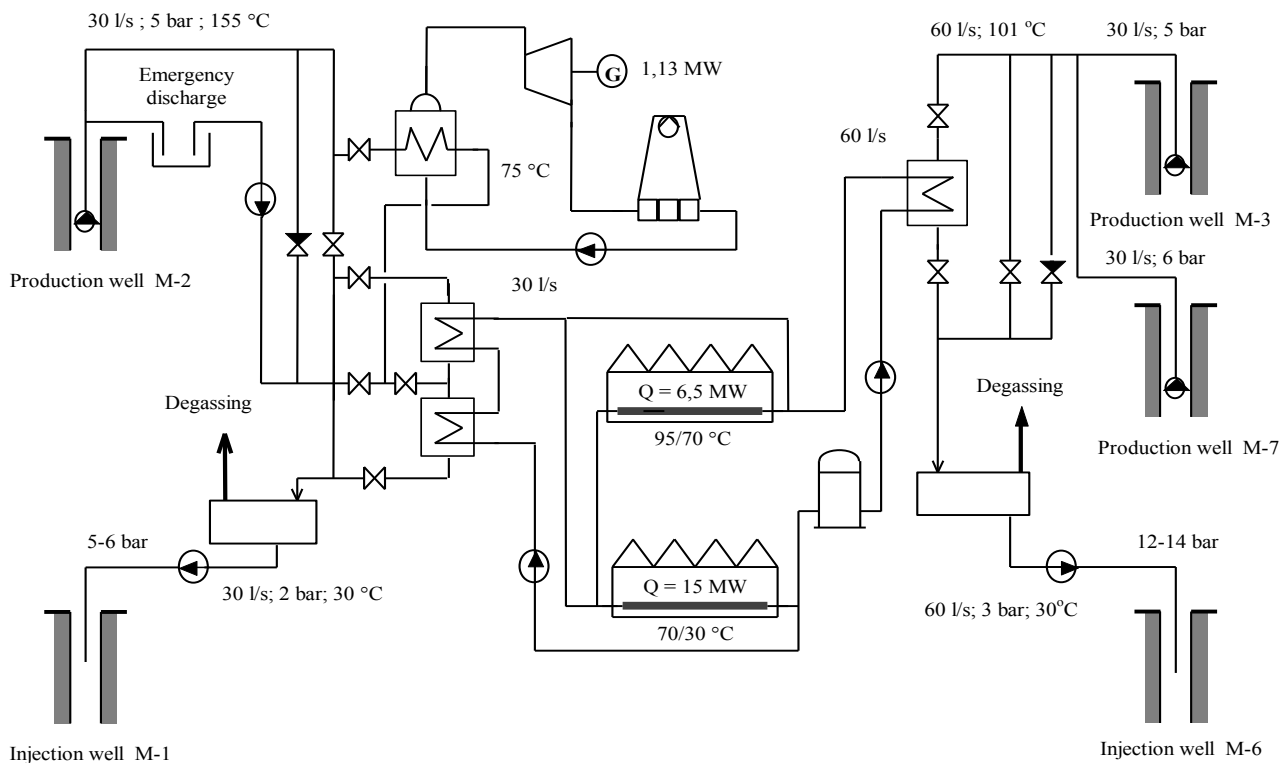 30 l/s ; 5 bar ; 155 °C
60 l/s; 101 °C
30 l/s; 5 bar
Emergency
discharge
G
1,13 MW
60 l/s
75 °C
Production well M-2
Production well M-3
30 l/s
30 l/s; 6 bar
Degassing
Q = 6,5 MW
95/70 °C
Degassing
Production well M-7
5-6 bar
30 l/s; 2 bar; 30 °C
Q = 15 MW
70/30 °C
12-14 bar
60 l/s; 3 bar; 30°C
Injection well M-1
Injection well M-6